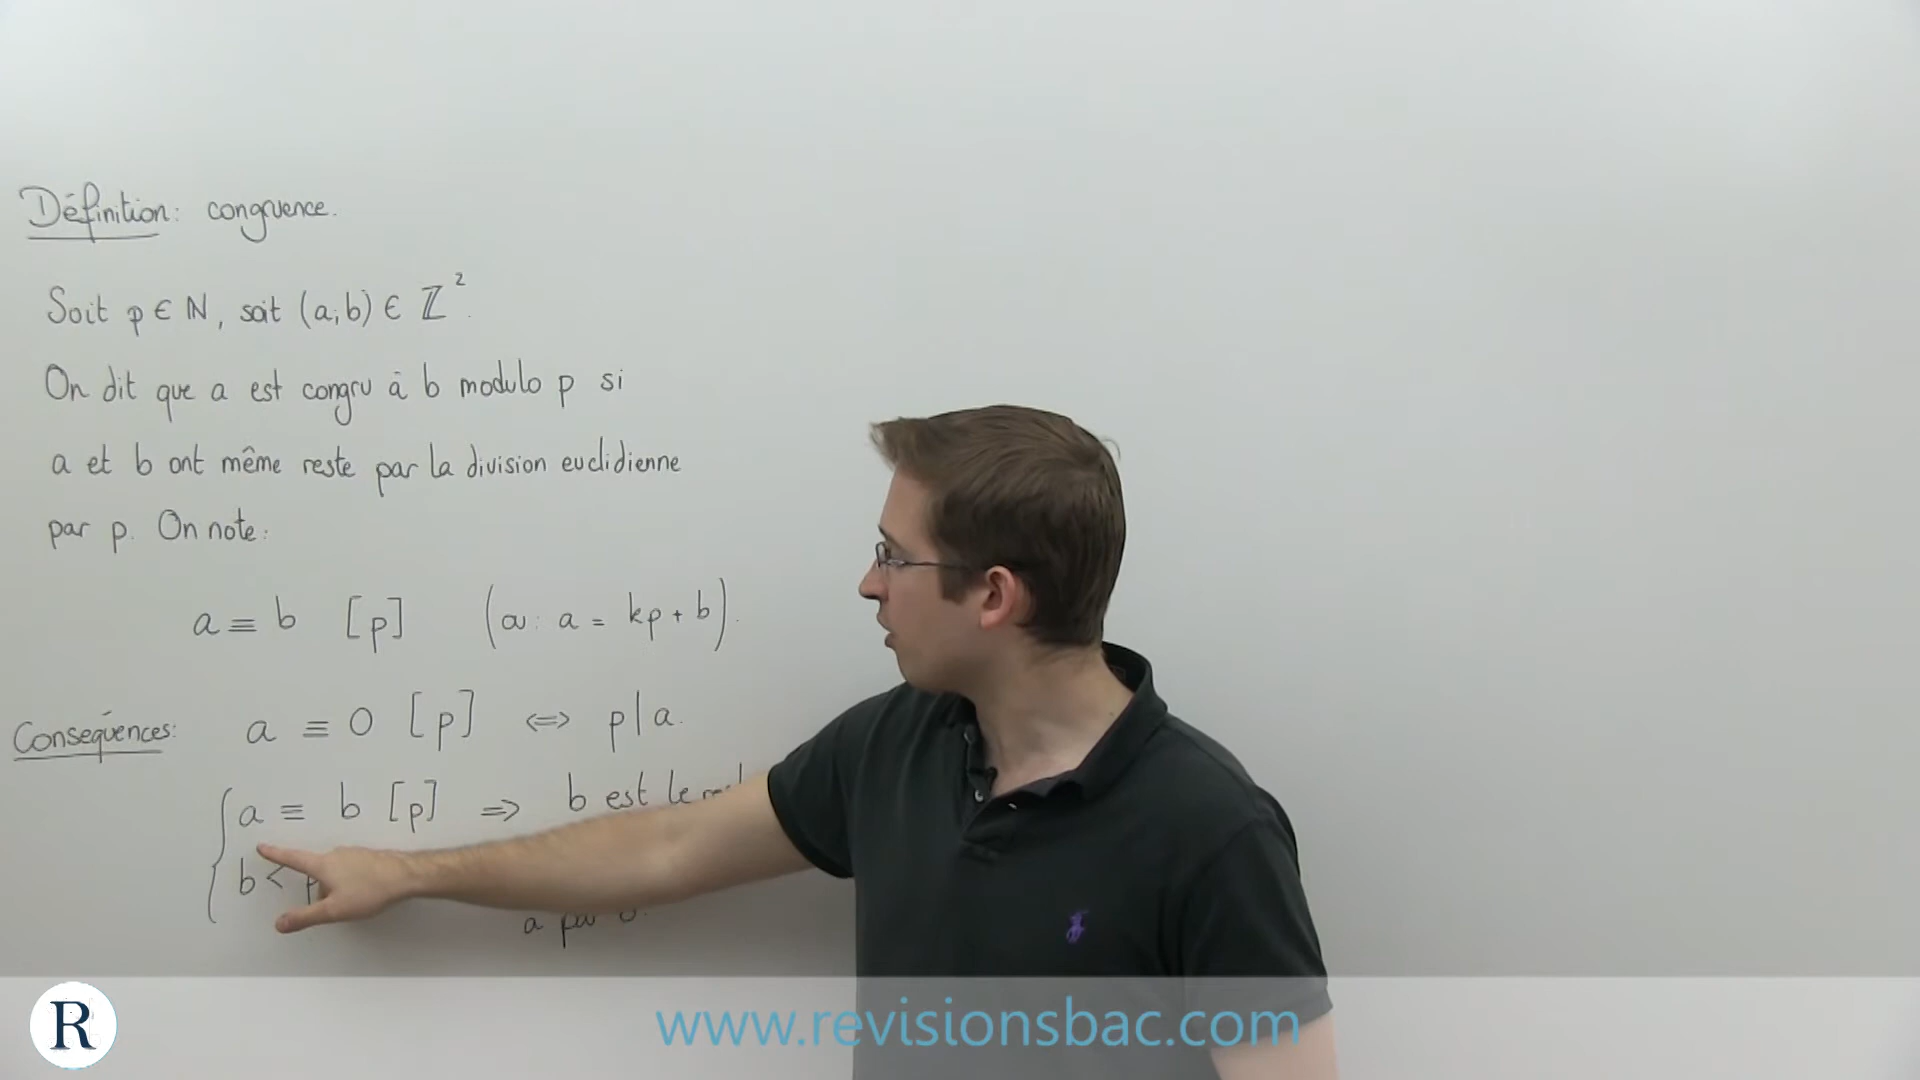 Définition: congruence.
Soit p ∈ ℕ, soit (a;b) ∈ ℤ²
On dit que a est congru à b modulo p si
a et b ont même reste par la division euclidienne
par p. On note:
a ≡ b [p] (ou: a = kp + b).
Conséquences: a ≡ 0 [p] ⟺ p|a.
a ≡ b [p] ⟹ b est le
b <
a par
R www.revisionsbac.com